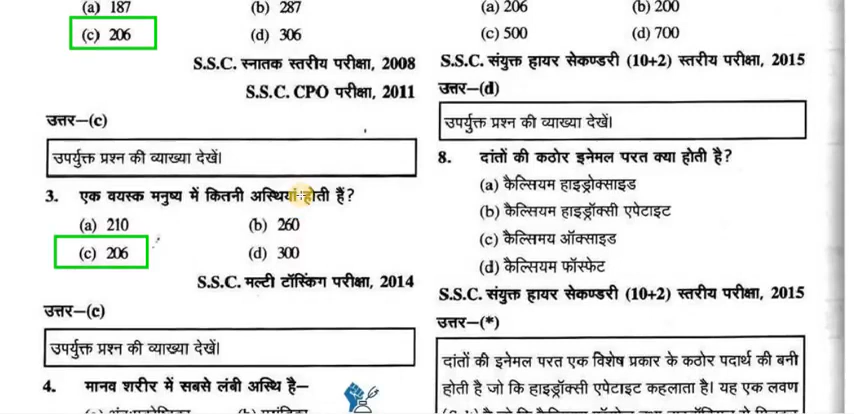 (a) 187 (b) 287
(c) 206 (d) 306
S.S.C. स्नातक स्तरीय परीक्षा, 2008
S.S.C. CPO परीक्षा, 2011
उत्तर–(c)
उपर्युक्त प्रश्न की व्याख्या देखें।
3. एक वयस्क मनुष्य में कितनी अस्थियां होती हैं?
(a) 210 (b) 260
(c) 206 (d) 300
S.S.C. मल्टी टॉस्किंग परीक्षा, 2014
उत्तर–(c)
उपर्युक्त प्रश्न की व्याख्या देखें।
4. मानव शरीर में सबसे लंबी अस्थि है–
(a) 206 (b) 200
(c) 500 (d) 700
S.S.C. संयुक्त हायर सेकण्डरी (10+2) स्तरीय परीक्षा, 2015
उत्तर–(d)
उपर्युक्त प्रश्न की व्याख्या देखें।
8. दांतों की कठोर इनेमल परत क्या होती है?
(a) कैल्सियम हाइड्रोक्साइड
(b) कैल्सियम हाइड्रॉक्सी एपेटाइट
(c) कैल्सिमय ऑक्साइड
(d) कैल्सियम फॉस्फेट
S.S.C. संयुक्त हायर सेकण्डरी (10+2) स्तरीय परीक्षा, 2015
उत्तर–(*)
दांतों की इनेमल परत एक विशेष प्रकार के कठोर पदार्थ की बनी
होती है जो कि हाइड्रॉक्सी एपेटाइट कहलाता है। यह एक लवण